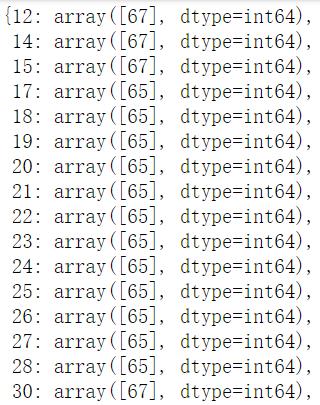 {12: array([67], dtype=int64),
14: array([67], dtype=int64),
15: array([67], dtype=int64),
17: array([65], dtype=int64),
18: array([65], dtype=int64),
19: array([65], dtype=int64),
20: array([65], dtype=int64),
21: array([65], dtype=int64),
22: array([65], dtype=int64),
23: array([65], dtype=int64),
24: array([65], dtype=int64),
25: array([65], dtype=int64),
26: array([65], dtype=int64),
27: array([65], dtype=int64),
28: array([65], dtype=int64),
30: array([67], dtype=int64),